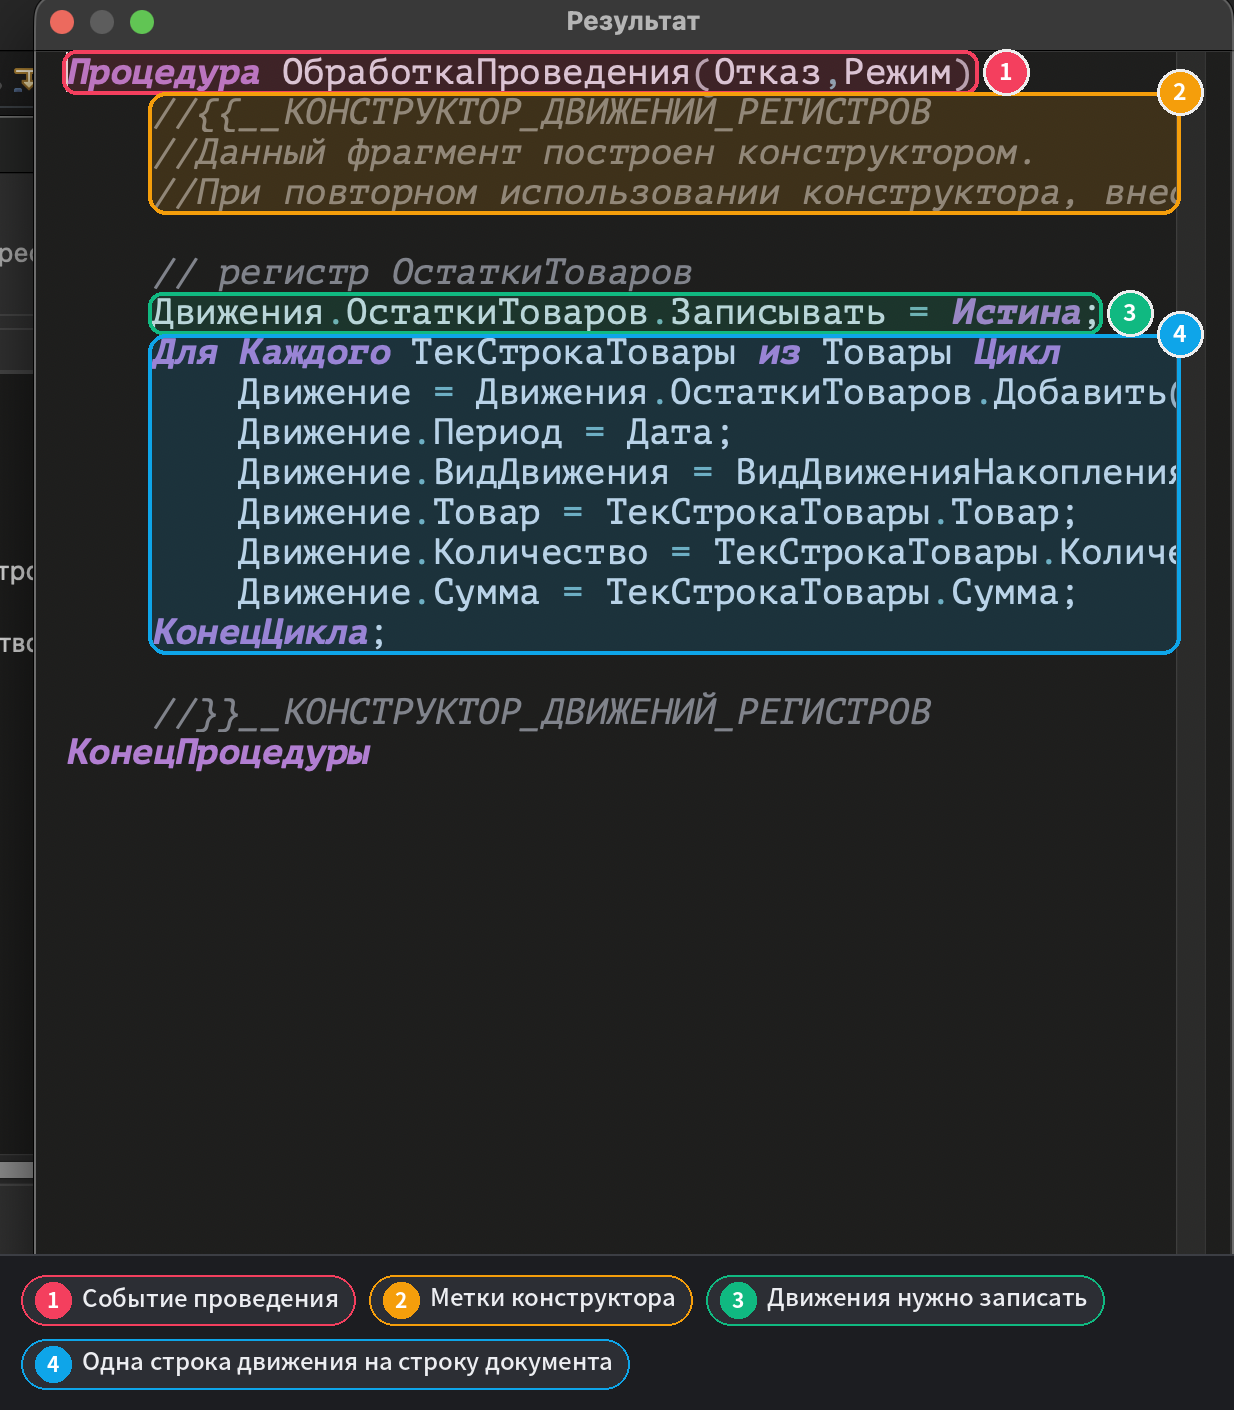 Результат
Процедура ОбработкаПроведения(Отказ,Режим)
1
2
//{{__КОНСТРУКТОР_ДВИЖЕНИЙ_РЕГИСТРОВ
//Данный фрагмент построен конструктором.
//При повторном использовании конструктора,
// регистр ОстаткиТоваров
Движения.ОстаткиТоваров.Записывать = Истина;
3
4
Для Каждого ТекСтрокаТовары из Товары Цикл
Движение = Движения.ОстаткиТоваров.Добавить(
Движение.Период = Дата;
Движение.ВидДвижения = ВидДвиженияНакопления
Движение.Товар = ТекСтрокаТовары.Товар;
Движение.Количество = ТекСтрокаТовары.Количе
Движение.Сумма = ТекСтрокаТовары.Сумма;
КонецЦикла;
//}}__КОНСТРУКТОР_ДВИЖЕНИЙ_РЕГИСТРОВ
КонецПроцедуры
1 Событие проведения
2 Метки конструктора
3 Движения нужно записать
4 Одна строка движения на строку документа